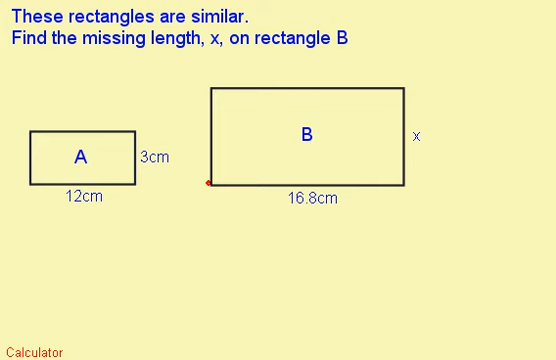 These rectangles are similar.
Find the missing length, x, on rectangle B
A
3cm
12cm
B
x
16.8cm
Calculator